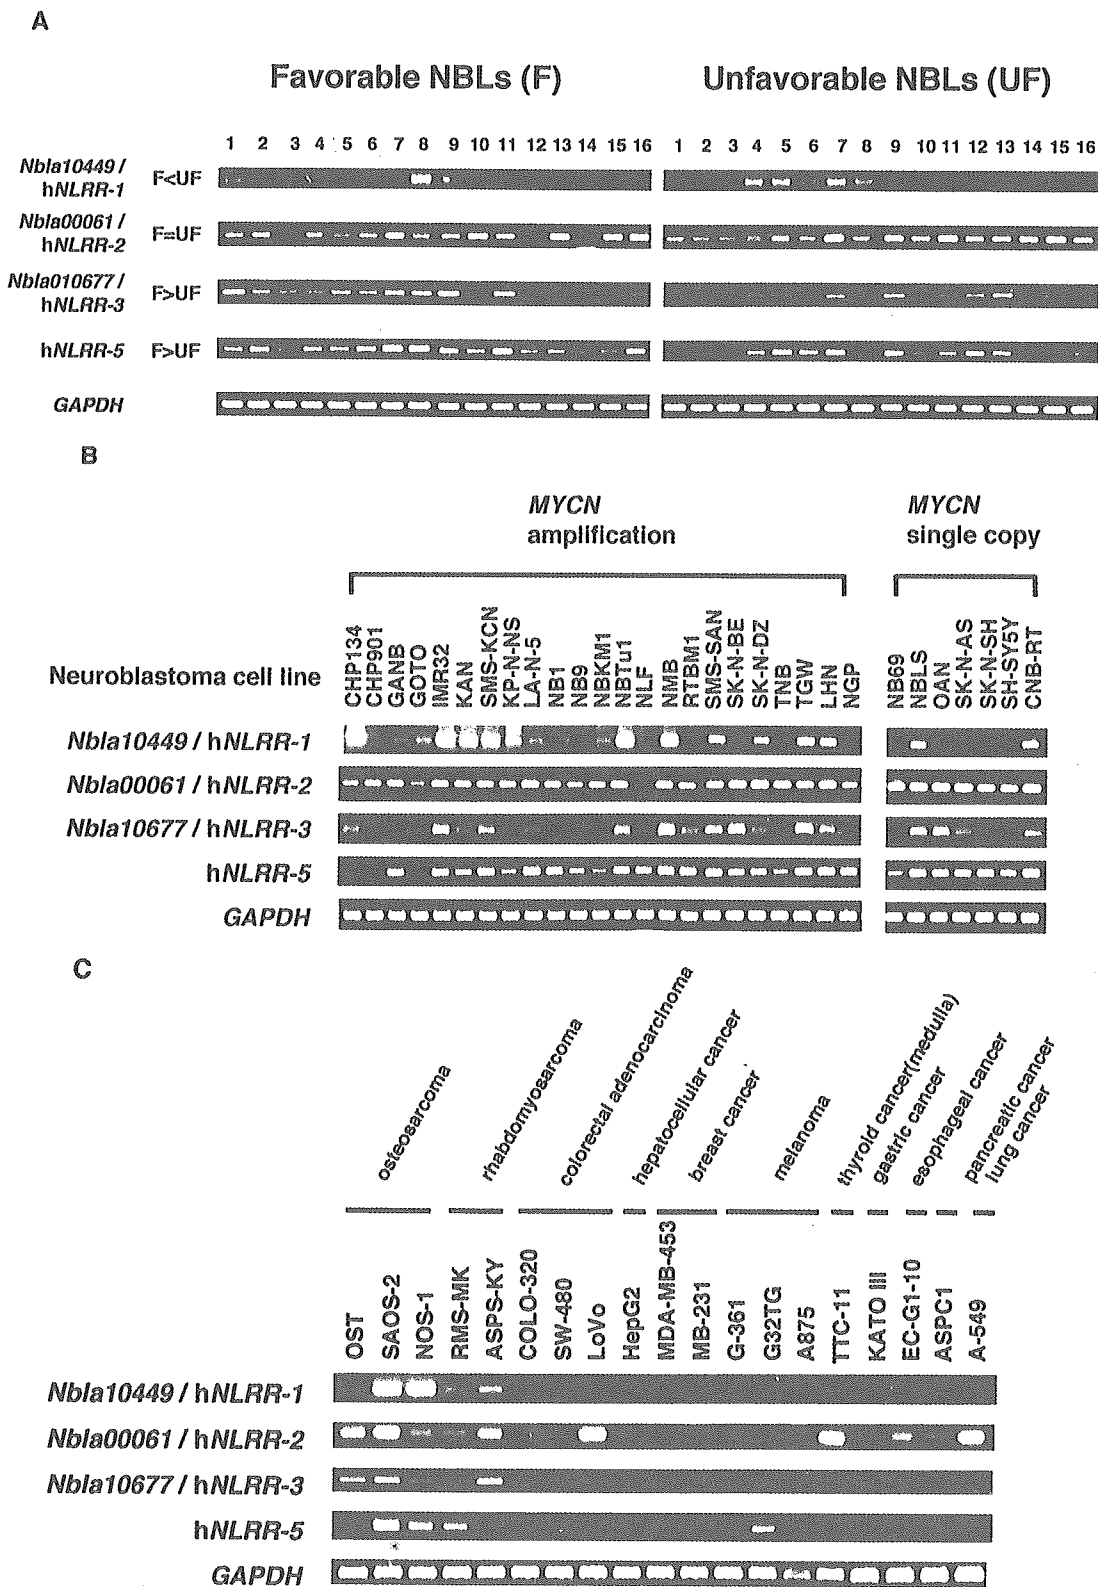 A
Favorable NBLs (F)
Unfavorable NBLs (UF)
1 2 3 4 5 6 7 8 9 10 11 12 13 14 15 16
1 2 3 4 5 6 7 8 9 10 11 12 13 14 15 16
Nbla10449 /
hNLRR-1
F<UF
Nbla00061 /
hNLRR-2
F=UF
Nbla010677 /
hNLRR-3
F>UF
hNLRR-5
F>UF
GAPDH
B
MYCN
amplification
MYCN
single copy
Neuroblastoma cell line
CHP134
CHP901
GANB
GOTO
IMR32
KAN
SMS-KCN
KP-N-NS
LA-N-5
NB1
NB9
NBKM1
NBTu1
NLF
NMB
RTBM1
SMS-SAN
SK-N-BE
SK-N-DZ
TNB
TGW
LHN
NGP
NB69
NBLS
OAN
SK-N-AS
SK-N-SH
SH-SY5Y
CNB-RT
Nbla10449 / hNLRR-1
Nbla00061 / hNLRR-2
Nbla10677 / hNLRR-3
hNLRR-5
GAPDH
C
osteosarcoma
rhabdomyosarcoma
colorectal adenocarcinoma
hepatocellular cancer
breast cancer
melanoma
thyroid cancer(medulla)
gastric cancer
esophageal cancer
pancreatic cancer
lung cancer
OST
SAOS-2
NOS-1
RMS-MK
ASPS-KY
COLO-320
SW-480
LoVo
HepG2
MDA-MB-453
MB-231
G-361
G32TG
A875
TTC-11
KATO III
EC-G1-10
ASPC1
A-549
Nbla10449 / hNLRR-1
Nbla00061 / hNLRR-2
Nbla10677 / hNLRR-3
hNLRR-5
GAPDH